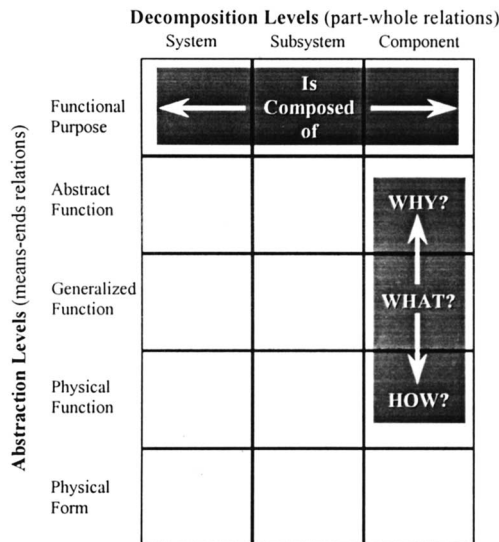 Decomposition Levels (part-whole relations)
System Subsystem Component
Abstraction Levels (means-ends relations)
Functional
Purpose
Is
Composed
of
Abstract
Function
WHY?
Generalized
Function
WHAT?
Physical
Function
HOW?
Physical
Form